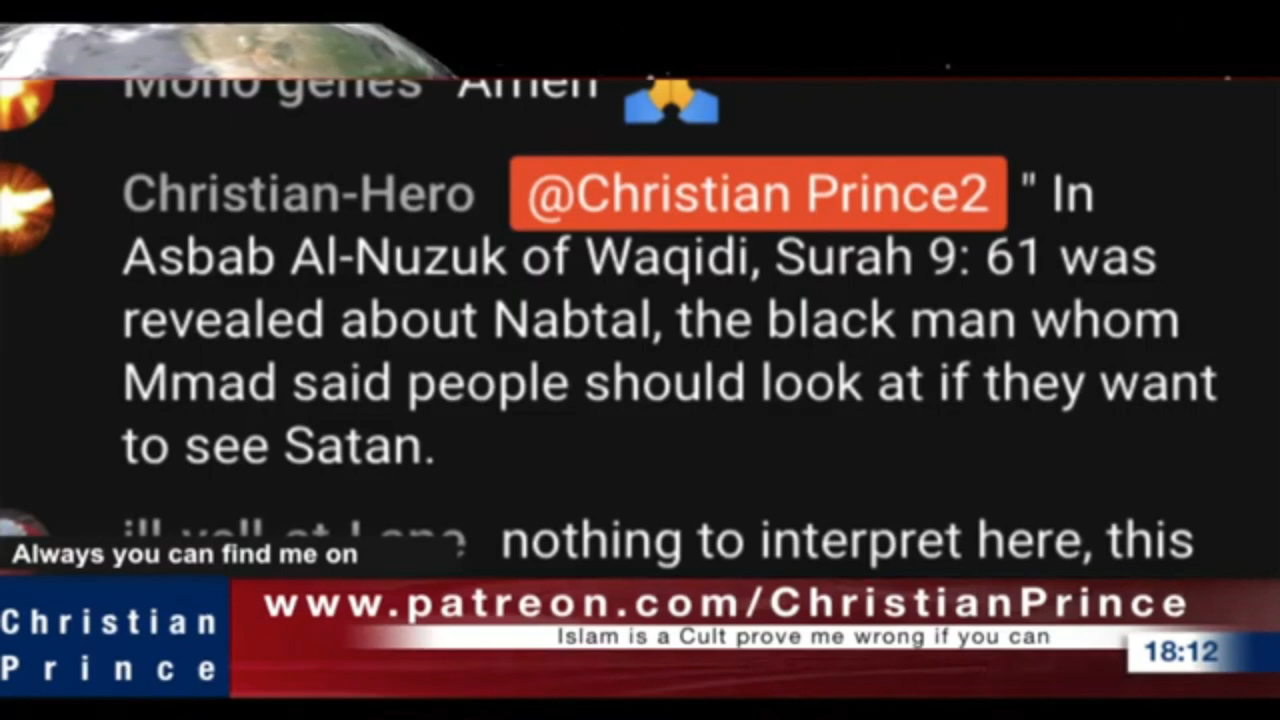 Mono genes "Amen
Christian-Hero @Christian Prince2 " In
Asbab Al-Nuzuk of Waqidi, Surah 9: 61 was
revealed about Nabtal, the black man whom
Mmad said people should look at if they want
to see Satan.
nothing to interpret here, this
Always you can find me on
www.patreon.com/ChristianPrince
Christian
Prince
Islam is a Cult prove me wrong if you can
18:12